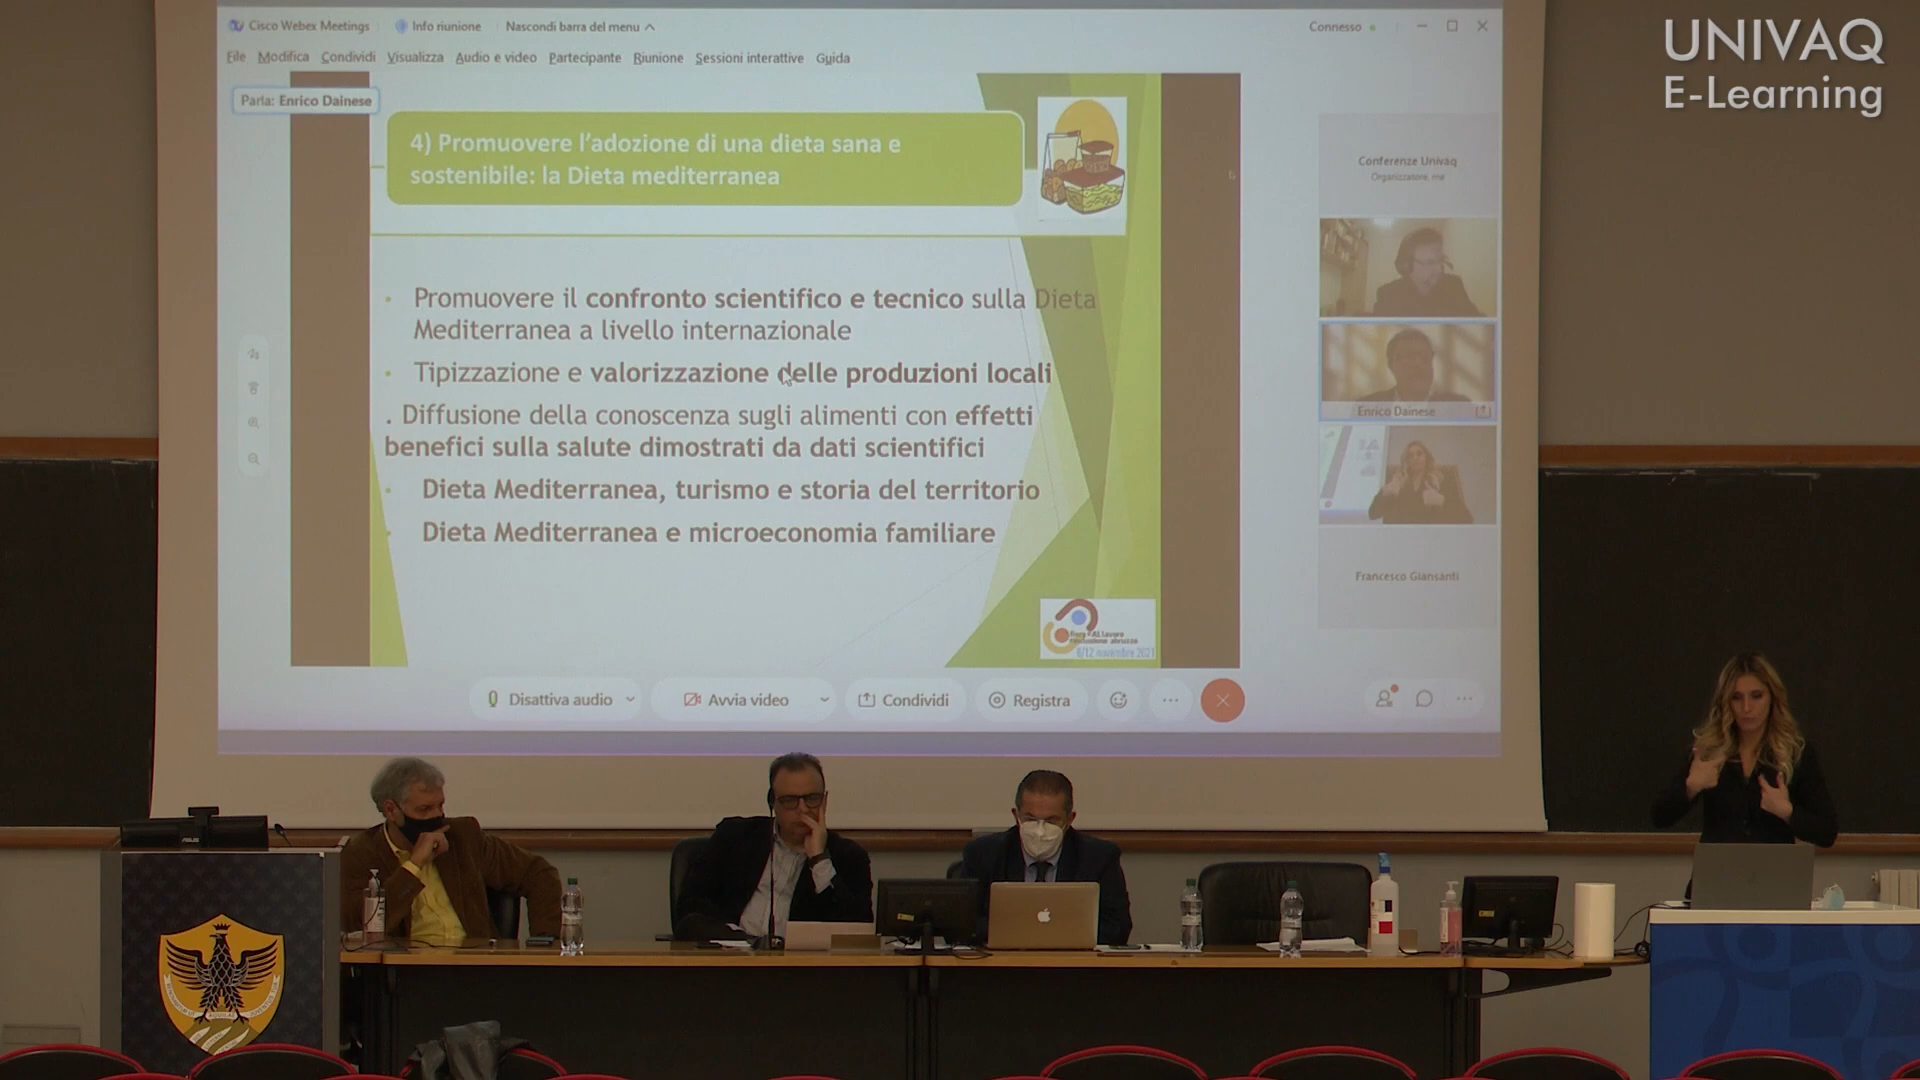 UNIVAQ
E-Learning
Cisco Webex Meetings
Info riunione
Nascondi barra del menu
Connesso
File Modifica Condividi Visualizza Audio e video Partecipante Riunione Sessioni interattive Guida
Parla: Enrico Dainese
4) Promuovere l'adozione di una dieta sana e
sostenibile: la Dieta mediterranea
Promuovere il confronto scientifico e tecnico sulla Dieta
Mediterranea a livello internazionale
Tipizzazione e valorizzazione delle produzioni locali
. Diffusione della conoscenza sugli alimenti con effetti
benefici sulla salute dimostrati da dati scientifici
Dieta Mediterranea, turismo e storia del territorio
Dieta Mediterranea e microeconomia familiare
Conferenze Univaq
Organizzatore, me
Enrico Dainese
Francesco Giansanti
Disattiva audio
Avvia video
Condividi
Registra